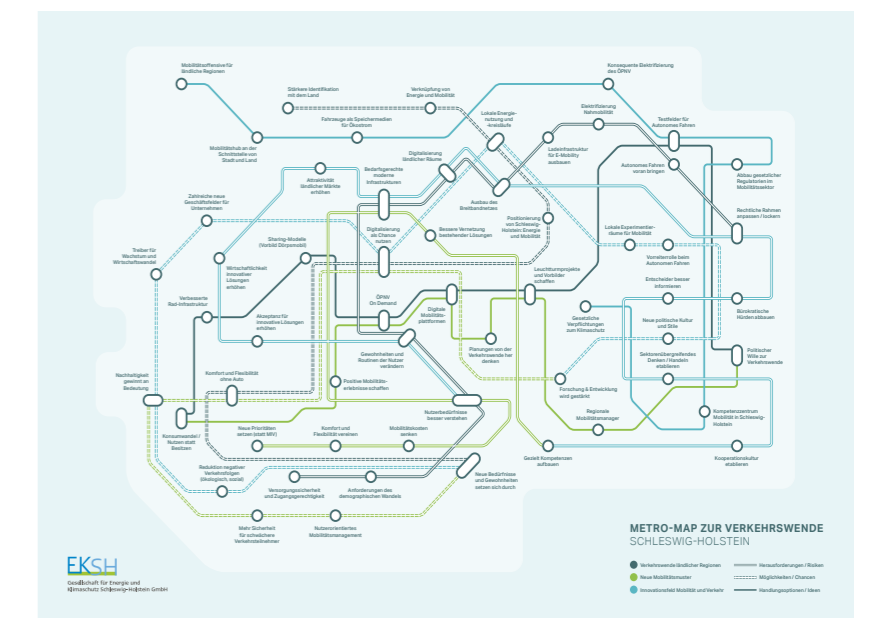 Mobilitätsoffensive für
ländliche Regionen
Konsequente Elektrifizierung
des ÖPNV
Stärkere Identifikation
mit dem Land
Verknüpfung von
Energie und Mobilität
Fahrzeuge als Speichermedien
für Ökostrom
Lokale Energie-
nutzung und
-kreisläufe
Elektrifizierung
Nahmobilität
Testfelder für
Autonomes Fahren
Mobilitätshub an der
Schnittstelle von
Stadt und Land
Ladeinfrastruktur
für E-Mobility
ausbauen
Digitalisierung
ländlicher Räume
Attraktivität
ländlicher Märkte
erhöhen
Bedarfsgerechte
moderne
Infrastrukturen
Autonomes Fahren
voran bringen
Abbau gesetzlicher
Regularien im
Mobilitätssektor
Zahlreiche neue
Geschäftsfelder für
Unternehmen
Ausbau des
Breitbandnetzes
Positionierung
von Schleswig-
Holstein Energie
und Mobilität
Rechtliche Rahmen
anpassen / lockern
Digitalisierung
als Chance
nutzen
Bessere Vernetzung
bestehender Lösungen
Lokale Experimentier-
räume für Mobilität
Vorreiterrolle beim
Autonomen Fahren
Sharing-Modelle
(Vorbild Dörpsmobil)
Treiber für
Wachstum und
Wirtschaftswandel
Wirtschaftlichkeit
innovativer
Lösungen
erhöhen
Leuchtturmprojekte
und Vorbilder
schaffen
Entscheider besser
informieren
Verbesserte
Rad-Infrastruktur
Akzeptanz für
innovative Lösungen
erhöhen
ÖPNV
On Demand
Digitale
Mobilitäts-
plattformen
Gesetzliche
Verpflichtungen
zum Klimaschutz
Neue politische Kultur
und Stile
Bürokratische
Hürden abbauen
Planungen von der
Verkehrswende her
denken
Sektorenübergreifendes
Denken / Handeln
etablieren
Politischer
Wille zur
Verkehrswende
Gewohnheiten und
Routinen der Nutzer
verändern
Nachhaltigkeit
gewinnt an
Bedeutung
Komfort und Flexibilität
ohne Auto
Positive Mobilitäts-
erlebnisse schaffen
Forschung & Entwicklung
wird gestärkt
Nutzerbedürfnisse
besser verstehen
Regionale
Mobilitätsmanager
Kompetenzzentrum
Mobilität in Schleswig-
Holstein
Konsumwandel /
Nutzen statt
Besitzen
Neue Prioritäten
setzen (statt MIV)
Komfort und
Flexibilität vereinen
Mobilitätskosten
senken
Gezielt Kompetenzen
aufbauen
Kooperationskultur
etablieren
Reduktion negativer
Verkehrsfolgen
(ökologisch, sozial)
Versorgungssicherheit
und Zugangsgerechtigkeit
Anforderungen des
demographischen Wandels
Neue Bedürfnisse
und Gewohnheiten
setzen sich durch
Mehr Sicherheit
für schwächere
Verkehrsteilnehmer
Nutzerorientiertes
Mobilitätsmanagement
METRO-MAP ZUR VERKEHRSWENDE
SCHLESWIG-HOLSTEIN
Verkehrswende ländlicher Regionen
Neue Mobilitätsmuster
Innovationsfeld Mobilität und Verkehr
Herausforderungen / Risiken
Möglichkeiten / Chancen
Handlungsoptionen / Ideen
EKSH
Gesellschaft für Energie und
Klimaschutz Schleswig-Holstein GmbH